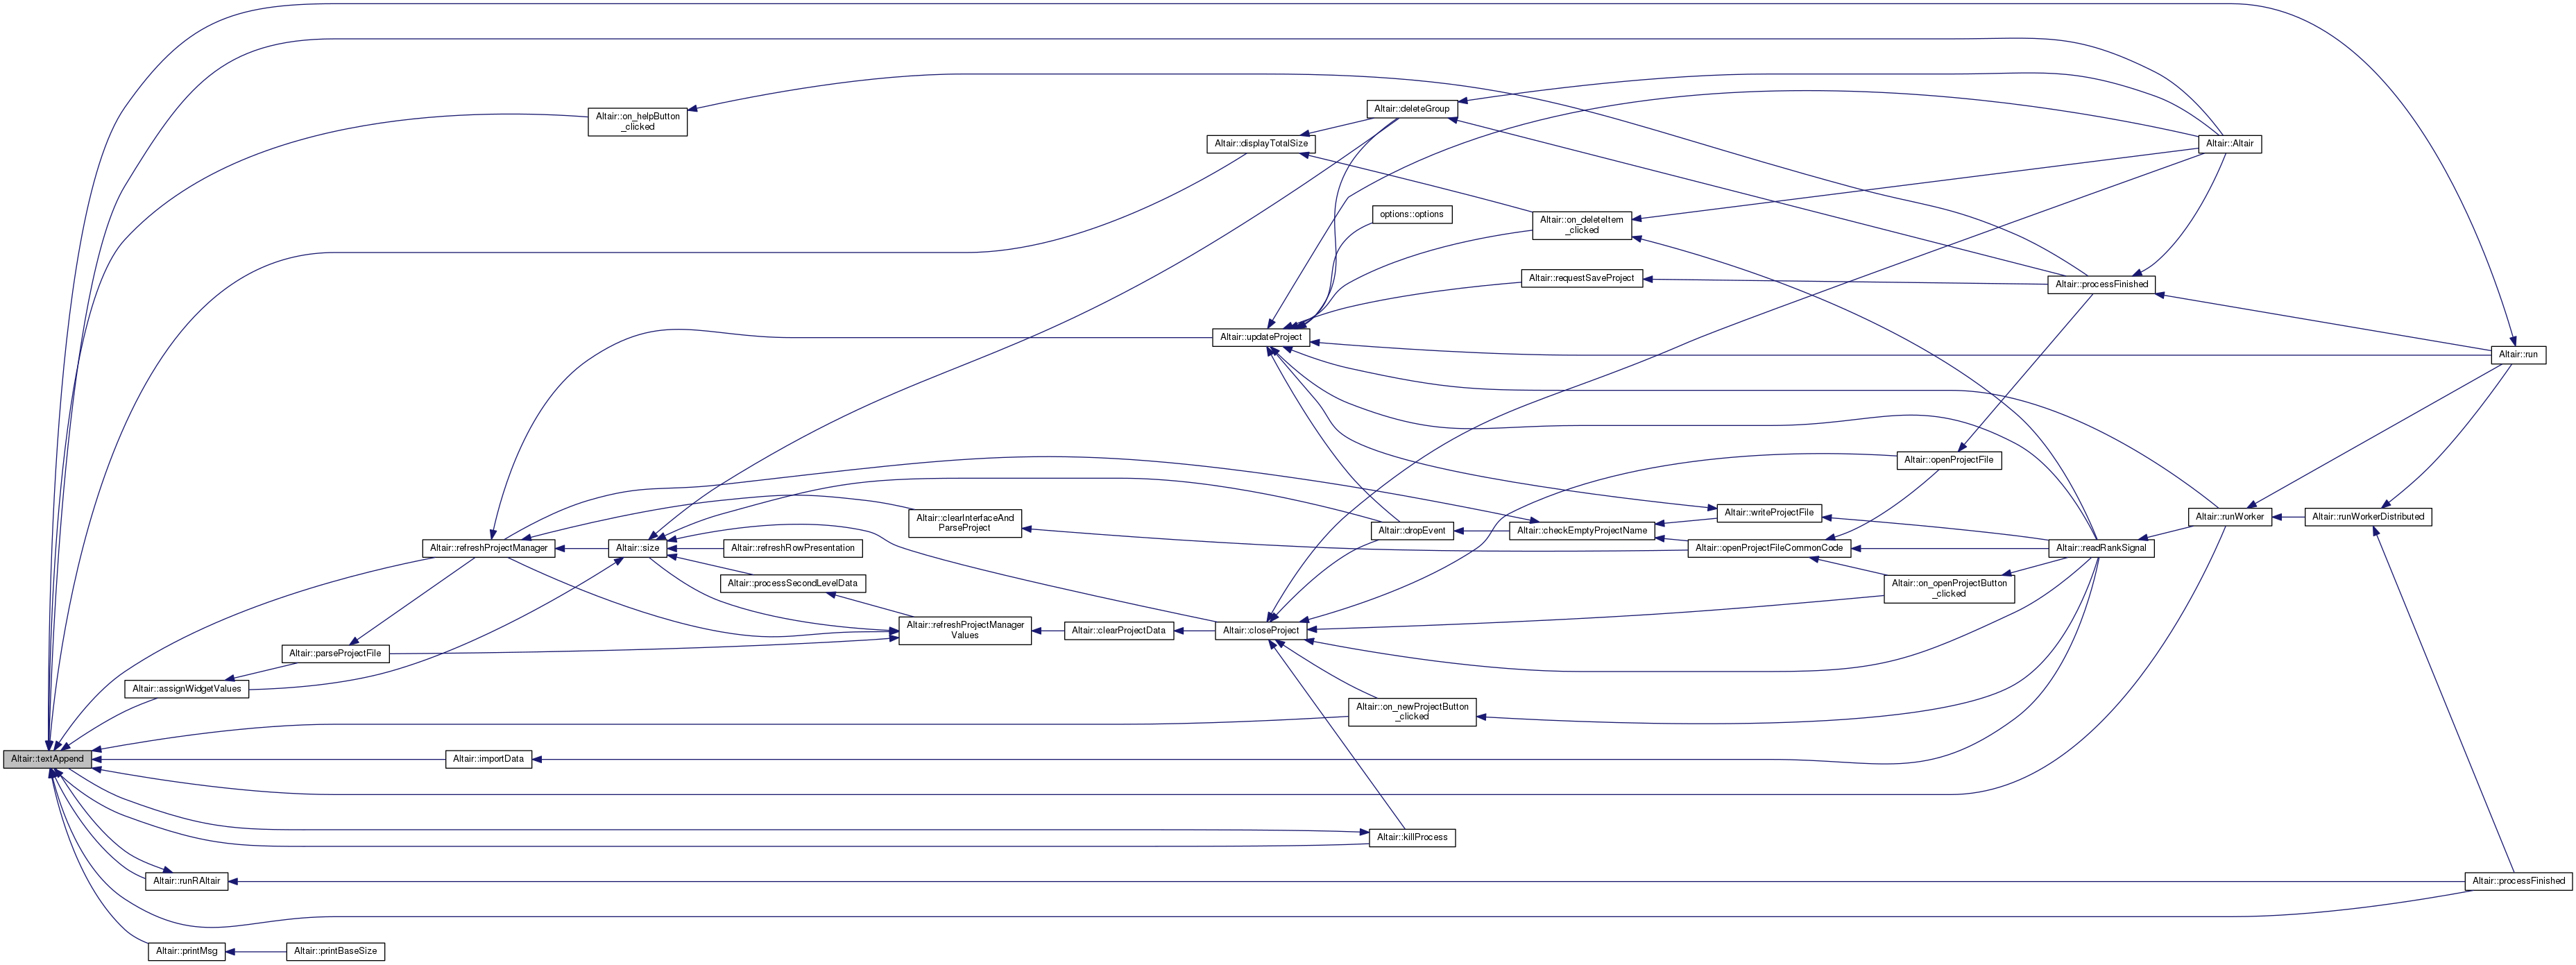 Altair::on_helpButton
_clicked
Altair::deleteGroup
Altair::displayTotalSize
Altair::Altair
options::options
Altair::on_deleteItem
_clicked
Altair::requestSaveProject
Altair::processFinished
Altair::updateProject
Altair::run
Altair::openProjectFile
Altair::writeProjectFile
Altair::clearInterfaceAnd
ParseProject
Altair::dropEvent
Altair::checkEmptyProjectName
Altair::runWorker
Altair::runWorkerDistributed
Altair::refreshProjectManager
Altair::size
Altair::refreshRowPresentation
Altair::openProjectFileCommonCode
Altair::readRankSignal
Altair::processSecondLevelData
Altair::on_openProjectButton
_clicked
Altair::refreshProjectManager
Values
Altair::clearProjectData
Altair::closeProject
Altair::parseProjectFile
Altair::assignWidgetValues
Altair::on_newProjectButton
_clicked
Altair::textAppend
Altair::importData
Altair::killProcess
Altair::runRAltair
Altair::processFinished
Altair::printMsg
Altair::printBaseSize